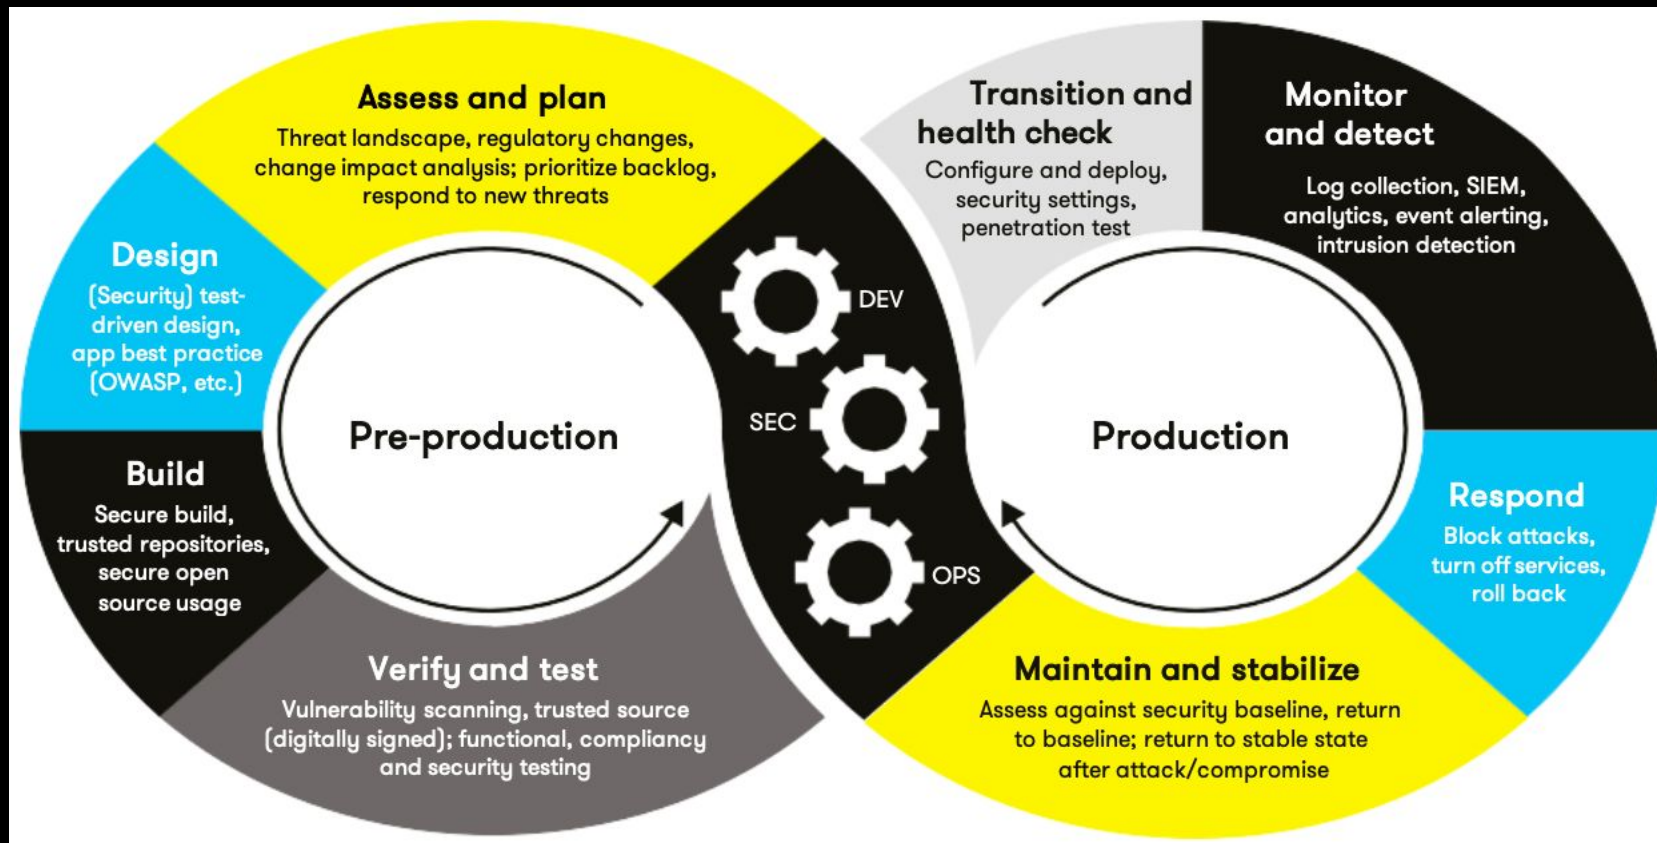 Assess and plan
Threat landscape, regulatory changes,
change impact analysis; prioritize backlog,
respond to new threats
Design
(Security) test-
driven design,
app best practice
(OWASP, etc.)
Build
Secure build,
trusted repositories,
secure open
source usage
Verify and test
Vulnerability scanning, trusted source
(digitally signed); functional, compliancy
and security testing
Pre-production
DEV
SEC
OPS
Transition and
health check
Configure and deploy,
security settings,
penetration test
Monitor
and detect
Log collection, SIEM,
analytics, event alerting,
intrusion detection
Respond
Block attacks,
turn off services,
roll back
Maintain and stabilize
Assess against security baseline, return
to baseline; return to stable state
after attack/compromise
Production